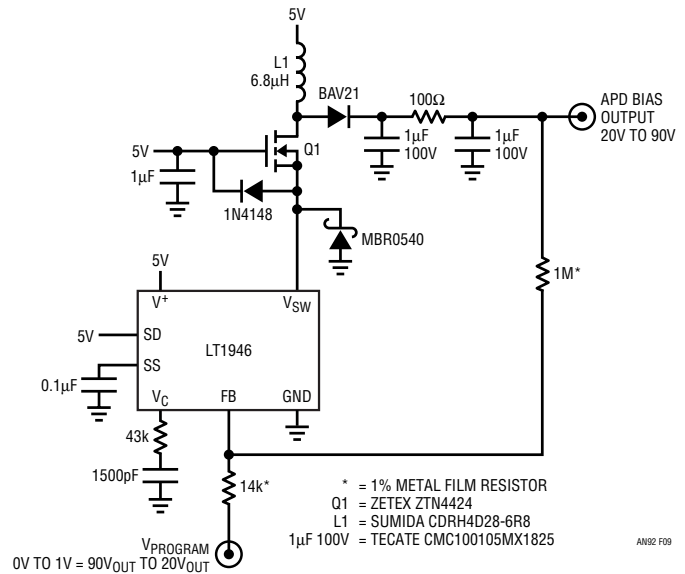 5V
L1
6.8µH
BAV21
100Ω
APD BIAS
OUTPUT
20V TO 90V
1µF
100V
1µF
100V
5V
Q1
1µF
1N4148
MBR0540
5V
1M*
V+
VSW
5V
SD
LT1946
SS
0.1µF
VC
FB
GND
43k
1500pF
14k*
* = 1% METAL FILM RESISTOR
Q1 = ZETEX ZTN4424
L1 = SUMIDA CDRH4D28-6R8
1µF 100V = TECATE CMC100105MX1825
AN92 F09
VPROGRAM
0V TO 1V = 90VOUT TO 20VOUT